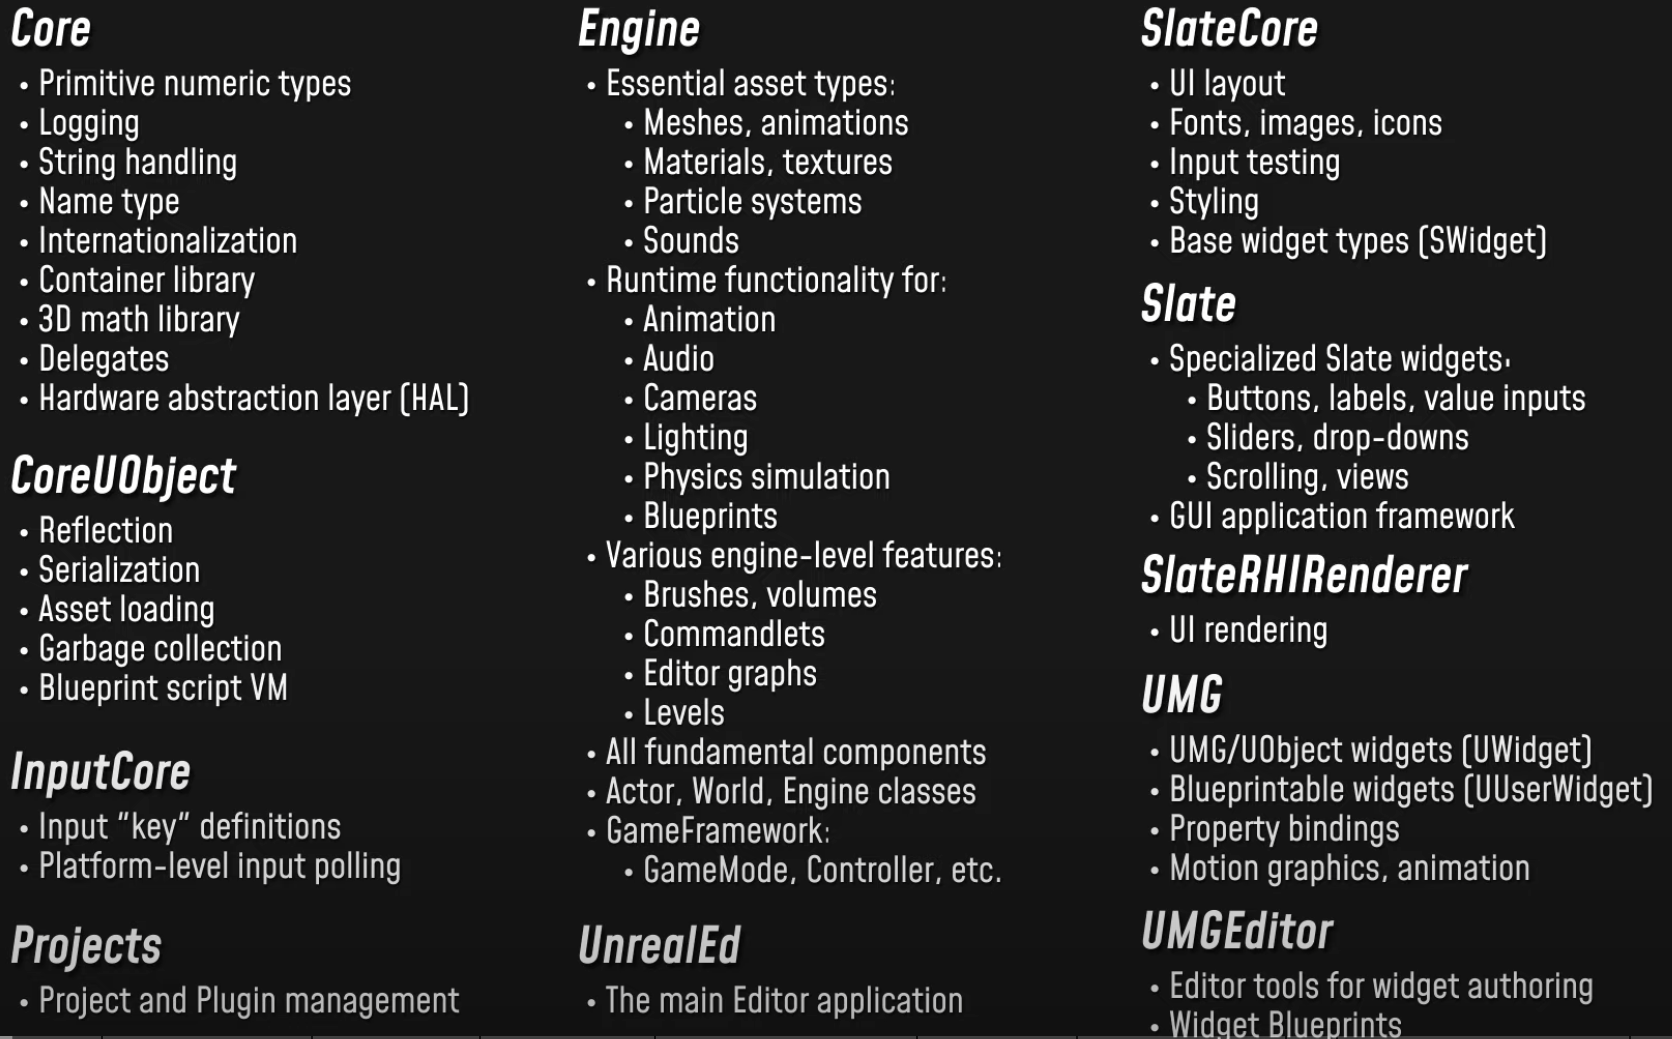 Core
• Primitive numeric types
• Logging
• String handling
• Name type
• Internationalization
• Container library
• 3D math library
• Delegates
• Hardware abstraction layer (HAL)
CoreUObject
• Reflection
• Serialization
• Asset loading
• Garbage collection
• Blueprint script VM
InputCore
• Input “key” definitions
• Platform-level input polling
Projects
• Project and Plugin management
Engine
• Essential asset types:
• Meshes, animations
• Materials, textures
• Particle systems
• Sounds
• Runtime functionality for:
• Animation
• Audio
• Cameras
• Lighting
• Physics simulation
• Blueprints
• Various engine-level features:
• Brushes, volumes
• Commandlets
• Editor graphs
• Levels
• All fundamental components
• Actor, World, Engine classes
• GameFramework:
• GameMode, Controller, etc.
UnrealEd
• The main Editor application
SlateCore
• UI layout
• Fonts, images, icons
• Input testing
• Styling
• Base widget types (SWidget)
Slate
• Specialized Slate widgets:
• Buttons, labels, value inputs
• Sliders, drop-downs
• Scrolling, views
• GUI application framework
SlateRHIRenderer
• UI rendering
UMG
• UMG/UObject widgets (UWidget)
• Blueprintable widgets (UUserWidget)
• Property bindings
• Motion graphics, animation
UMGEditor
• Editor tools for widget authoring
• Widget Blueprints